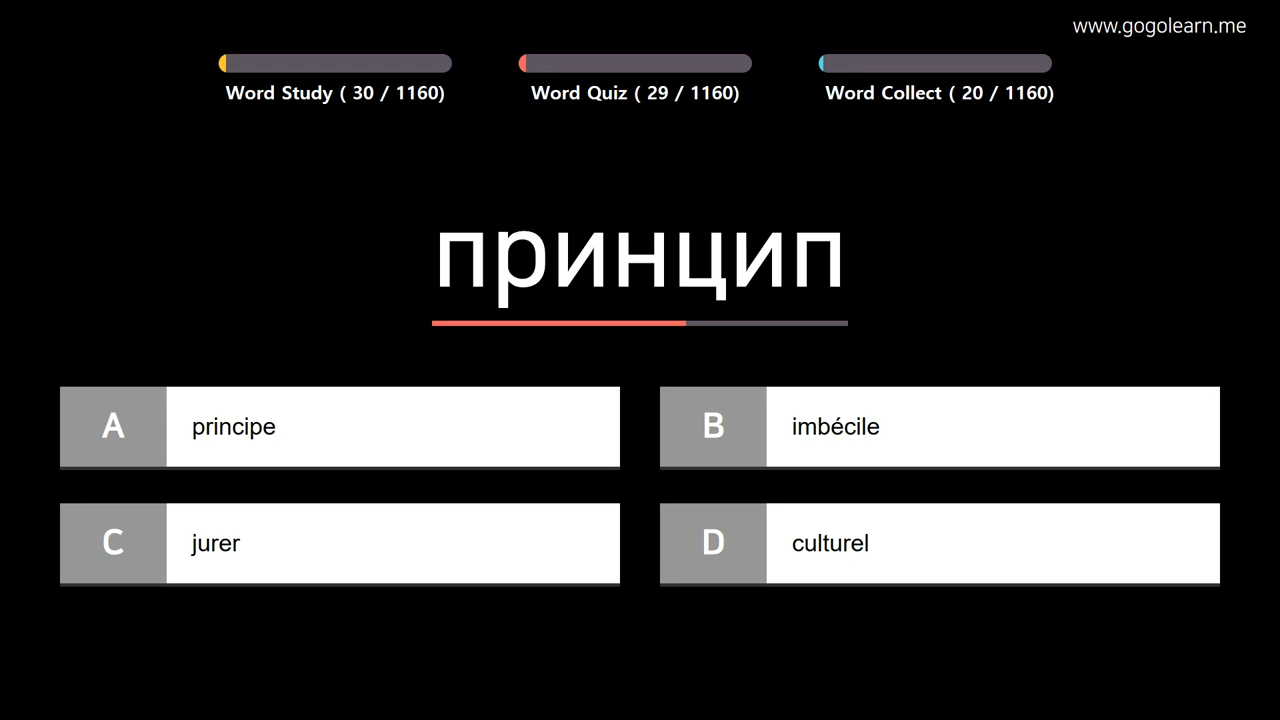 www.gogolearn.me
Word Study ( 30 / 1160)
Word Quiz ( 29 / 1160)
Word Collect ( 20 / 1160)
принцип
A principe
B imbécile
C jurer
D culturel